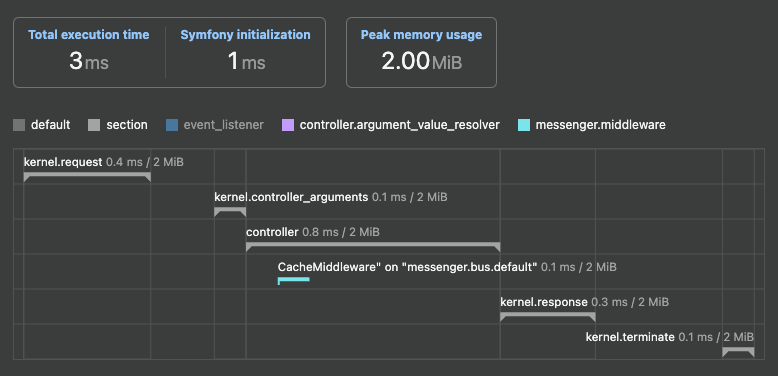 Total execution time
Symfony initialization
Peak memory usage
3 ms
1 ms
2.00 MiB
default
section
event_listener
controller.argument_value_resolver
messenger.middleware
kernel.request 0.4 ms / 2 MiB
kernel.controller_arguments 0.1 ms / 2 MiB
controller 0.8 ms / 2 MiB
CacheMiddleware" on "messenger.bus.default" 0.1 ms / 2 MiB
kernel.response 0.3 ms / 2 MiB
kernel.terminate 0.1 ms / 2 MiB